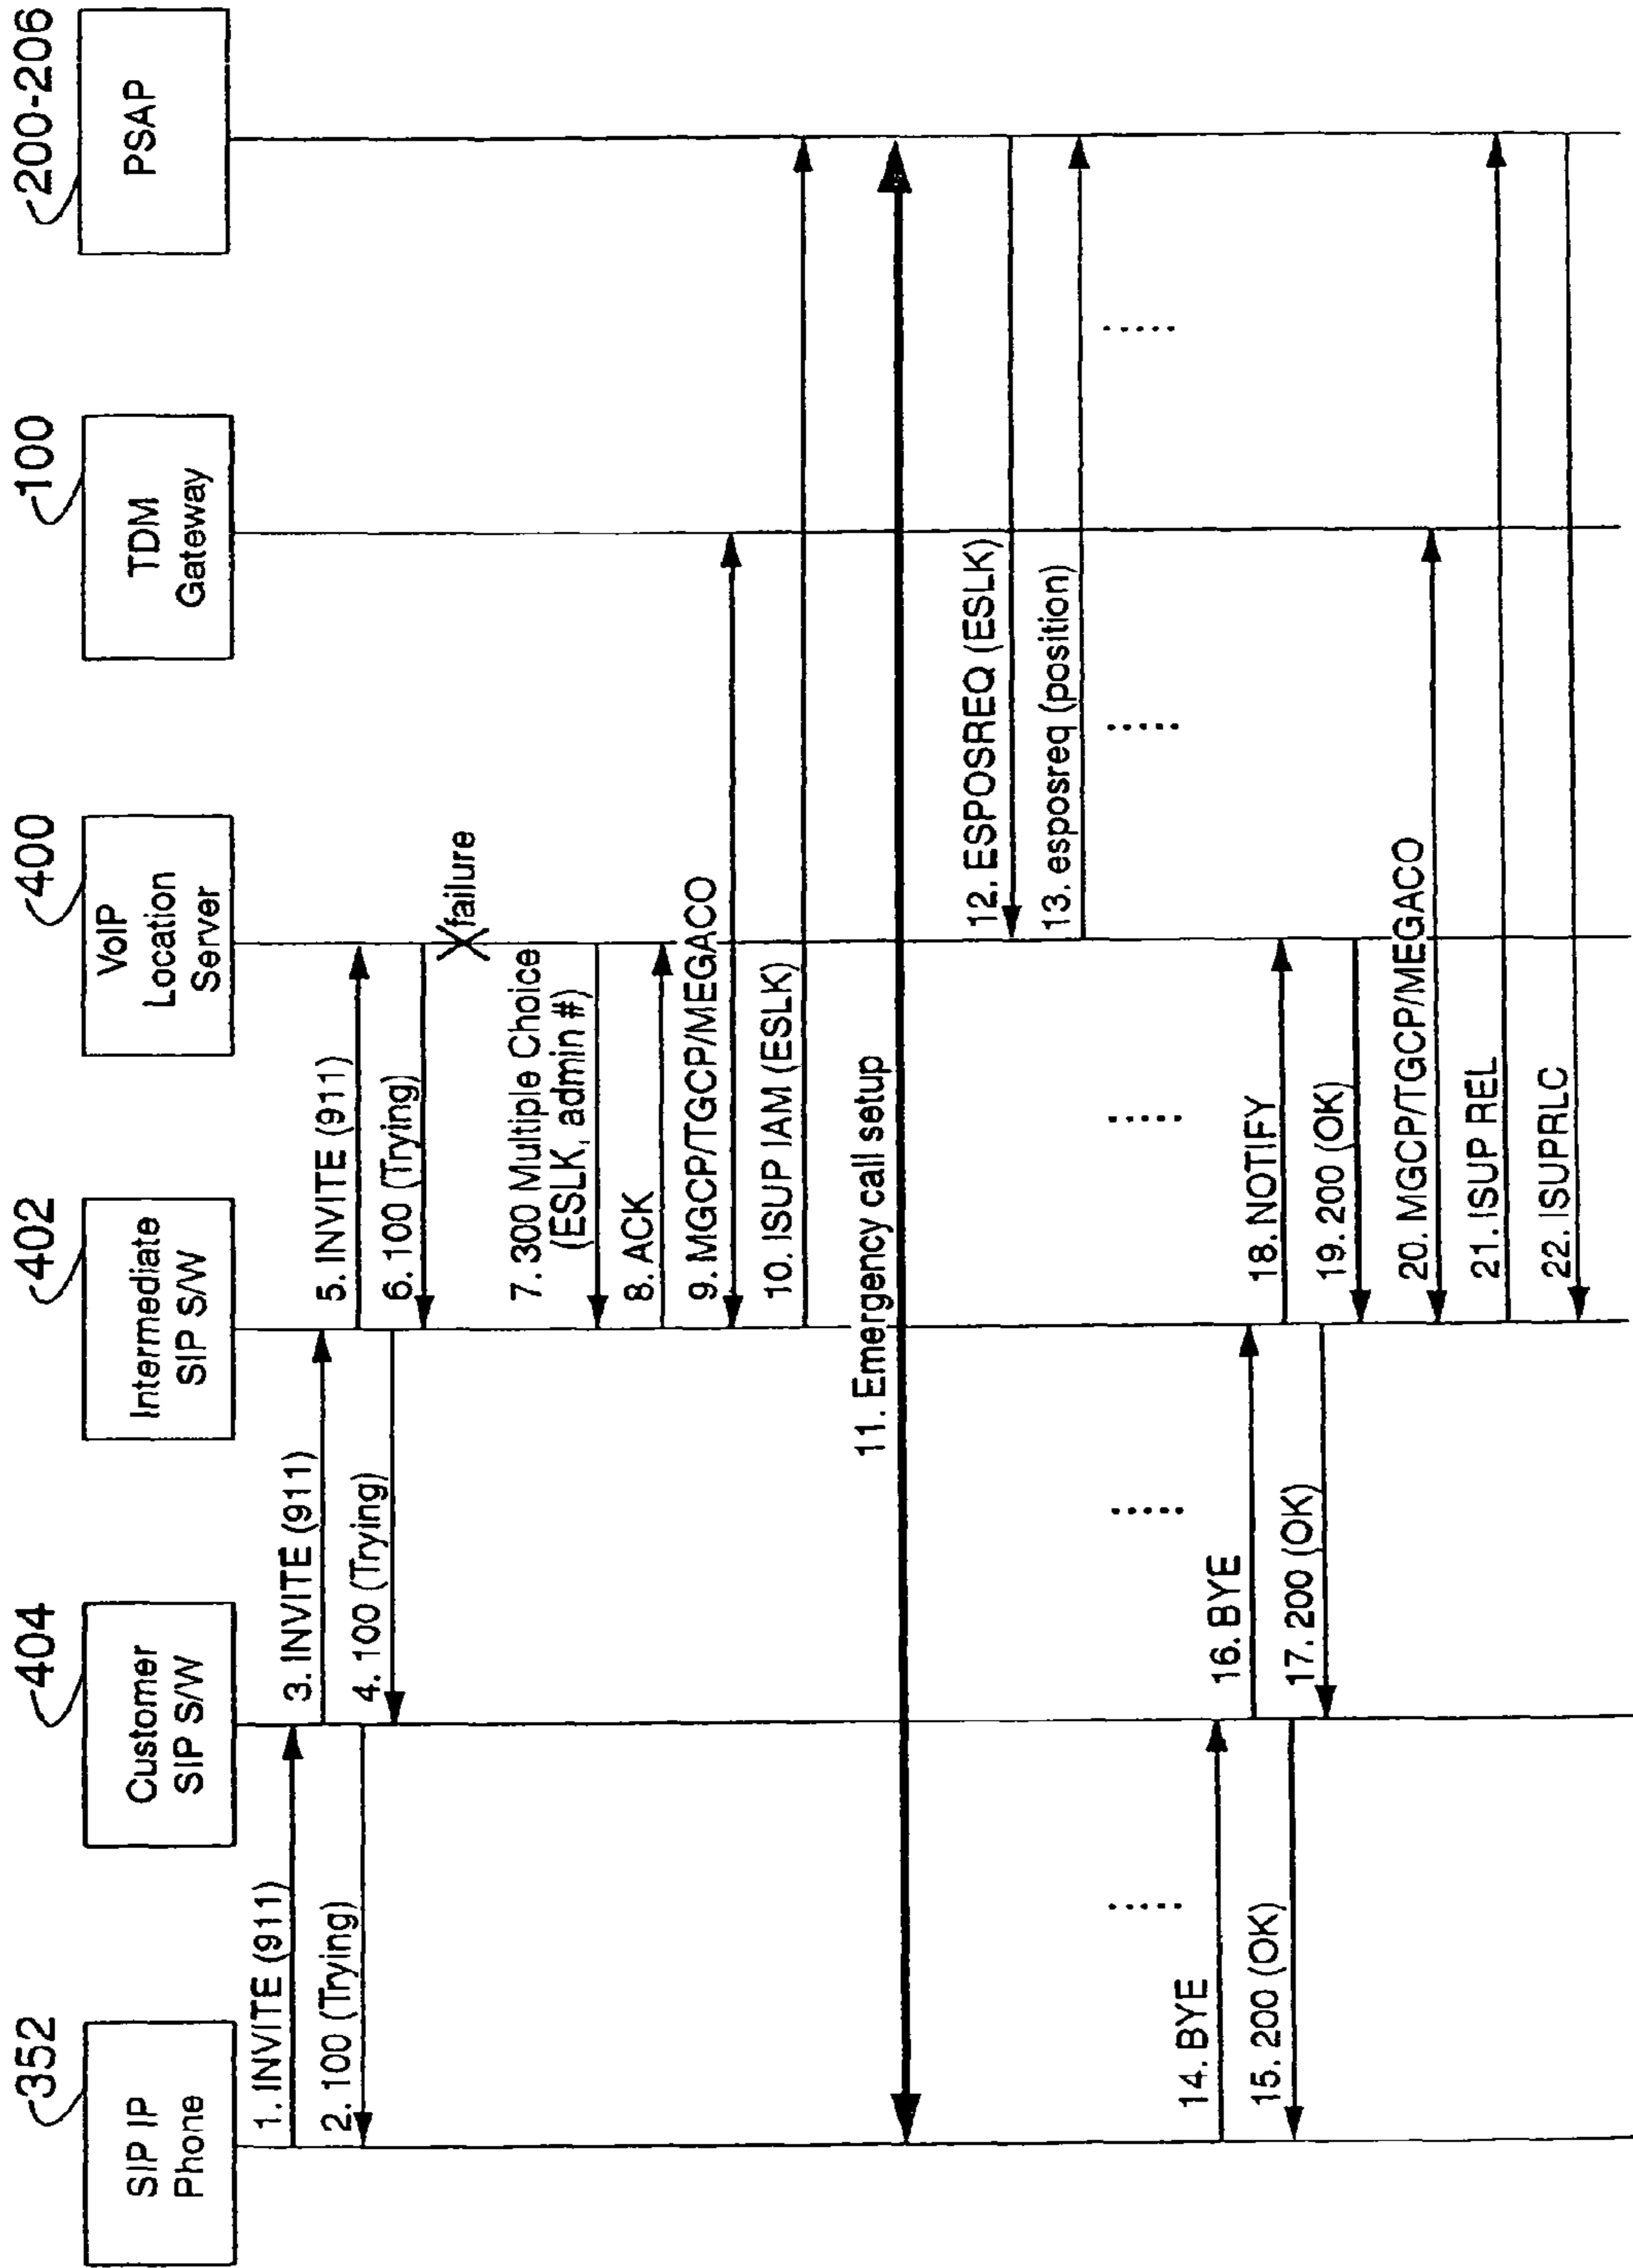 352
SIP IP
Phone
404
Customer
SIP S/W
402
Intermediate
SIP S/W
400
VoIP
Location
Server
100
TDM
Gateway
200-206
PSAP
1. INVITE (911)
2. 100 (Trying)
3. INVITE (911)
4. 100 (Trying)
5. INVITE (911)
6. 100 (Trying)
failure
7. 300 Multiple Choice
(ESLK, admin #)
8. ACK
9. MGCP/TGCP/MEGACO
10. ISUP IAM (ESLK)
11. Emergency call setup
12. ESPOSREQ (ESLK)
13. esposreq (position)
.....
.....
.....
.....
.....
14. BYE
15. 200 (OK)
16. BYE
17. 200 (OK)
18. NOTIFY
19. 200 (OK)
20. MGCP/TGCP/MEGACO
21. ISUP REL
22. ISUPRLC